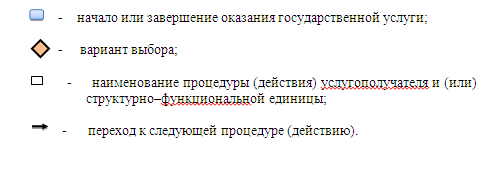 - начало или завершение оказания государственной услуги;
- вариант выбора;
- наименование процедуры (действия) услугополучателя и (или)
структурно–функциональной единицы;
- переход к следующей процедуре (действию).